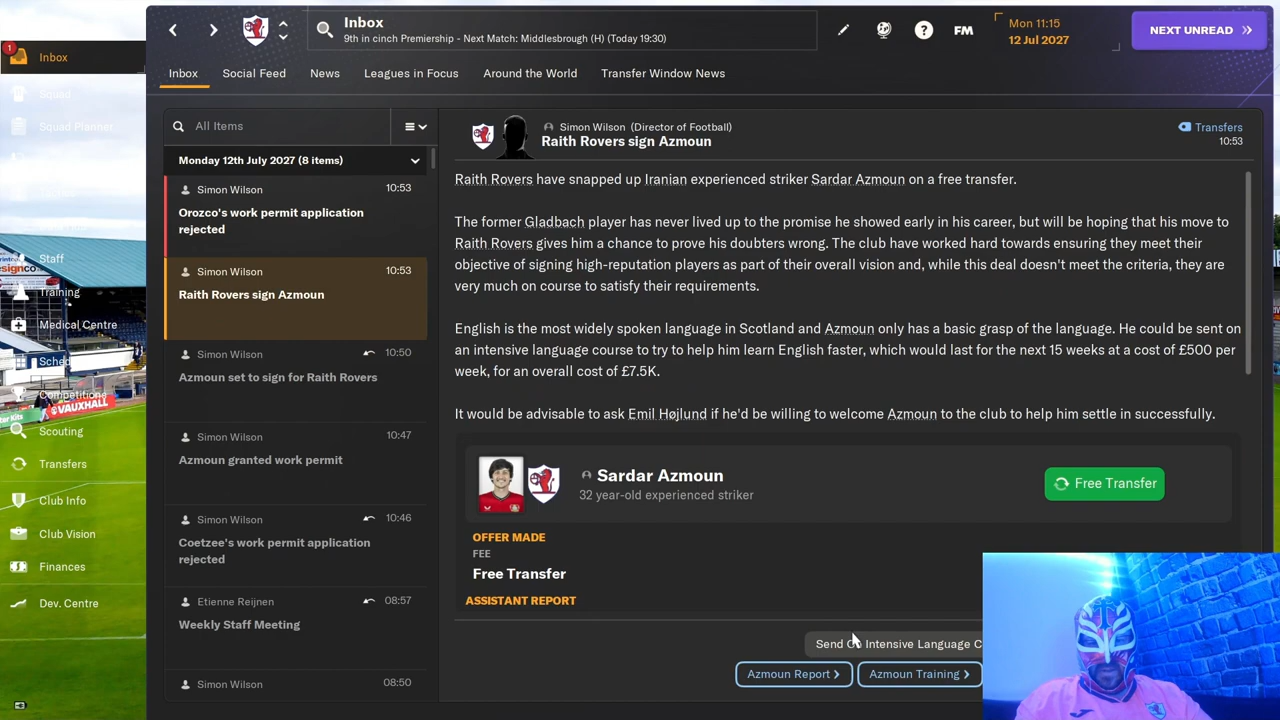 Inbox
9th in cinch Premiership - Next Match: Middlesbrough (H) (Today 19:30)
FM
Mon 11:15
12 Jul 2027
NEXT UNREAD
1
Inbox
Squad
Squad Planner
Staff
Training
Medical Centre
Sched
Competitions
VAUXHALL
Scouting
Transfers
Club Info
Club Vision
Finances
Dev. Centre
Inbox
Social Feed
News
Leagues in Focus
Around the World
Transfer Window News
All Items
Monday 12th July 2027 (8 items)
Simon Wilson
10:53
Orozco's work permit application
rejected
Simon Wilson
10:53
Raith Rovers sign Azmoun
Simon Wilson
10:50
Azmoun set to sign for Raith Rovers
Simon Wilson
10:47
Azmoun granted work permit
Simon Wilson
10:46
Coetzee's work permit application
rejected
Etienne Reijnen
08:57
Weekly Staff Meeting
Simon Wilson
08:50
Simon Wilson (Director of Football)
Raith Rovers sign Azmoun
Transfers
10:53
Raith Rovers have snapped up Iranian experienced striker Sardar Azmoun on a free transfer.
The former Gladbach player has never lived up to the promise he showed early in his career, but will be hoping that his move to
Raith Rovers gives him a chance to prove his doubters wrong. The club have worked hard towards ensuring they meet their
objective of signing high-reputation players as part of their overall vision and, while this deal doesn't meet the criteria, they are
very much on course to satisfy their requirements.
English is the most widely spoken language in Scotland and Azmoun only has a basic grasp of the language. He could be sent on
an intensive language course to try to help him learn English faster, which would last for the next 15 weeks at a cost of £500 per
week, for an overall cost of £7.5K.
It would be advisable to ask Emil Højlund if he'd be willing to welcome Azmoun to the club to help him settle in successfully.
Sardar Azmoun
32 year-old experienced striker
Free Transfer
OFFER MADE
FEE
Free Transfer
ASSISTANT REPORT
Send On Intensive Language C
Azmoun Report
Azmoun Training